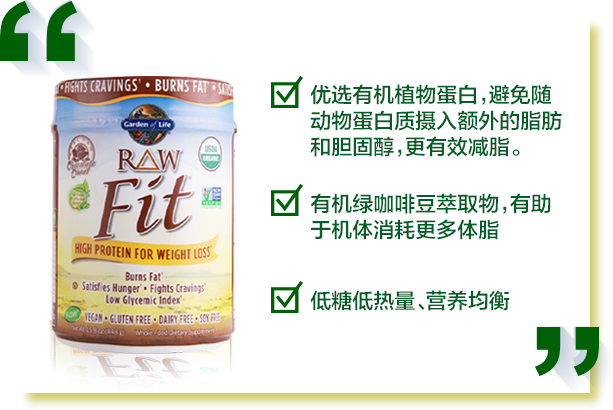 FIGHTS CRAVINGS† • BURNS FAT† • SATIS
Garden of Life
RAW
USDA
ORGANIC
Fit
HIGH PROTEIN FOR WEIGHT LOSS†
Burns Fat†
Satisfies Hunger† • Fights Cravings†
Low Glycemic Index†
VEGAN • GLUTEN FREE • DAIRY FREE • SOY FREE
优选有机植物蛋白,避免随
动物蛋白质摄入额外的脂肪
和胆固醇,更有效减脂。
有机绿咖啡豆萃取物,有助
于机体消耗更多体脂
低糖低热量、营养均衡